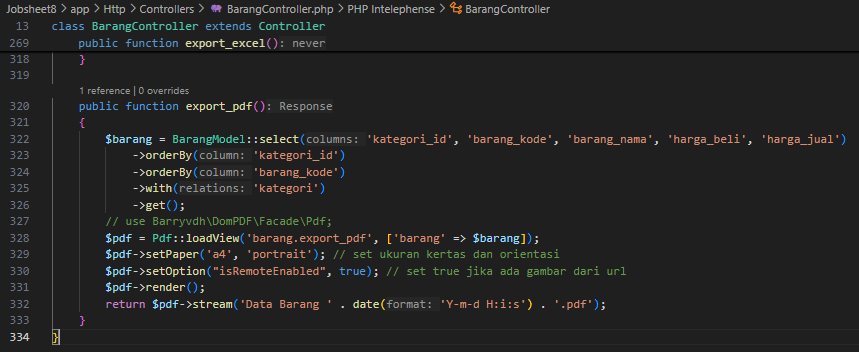 Jobsheet8 > app > Http > Controllers > BarangController.php > PHP Intelephense > BarangController
13 class BarangController extends Controller
269 public function export_excel(): never
318 }
319
1 reference | 0 overrides
320 public function export_pdf(): Response
321 {
322 $barang = BarangModel::select(columns: 'kategori_id', 'barang_kode', 'barang_nama', 'harga_beli', 'harga_jual')
323 ->orderBy(column: 'kategori_id')
324 ->orderBy(column: 'barang_kode')
325 ->with(relations: 'kategori')
326 ->get();
327 // use Barryvdh\DomPDF\Facade\Pdf;
328 $pdf = Pdf::loadView('barang.export_pdf', ['barang' => $barang]);
329 $pdf->setPaper('a4', 'portrait'); // set ukuran kertas dan orientasi
330 $pdf->setOption("isRemoteEnabled", true); // set true jika ada gambar dari url
331 $pdf->render();
332 return $pdf->stream('Data Barang ' . date(format: 'Y-m-d H:i:s') . '.pdf');
333 }
334 }